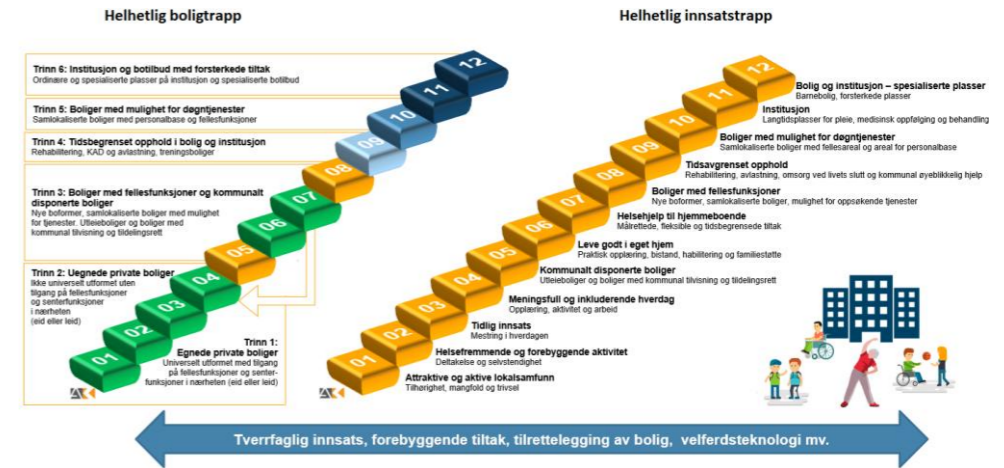 Helhetlig boligtrapp
Trinn 6: Institusjon og botilbud med forsterkede tiltak
Ordinære og spesialiserte plasser på institusjon og spesialiserte botilbud
Trinn 5: Boliger med mulighet for døgntjenester
Samlokaliserte boliger med personalbase og fellesfunksjoner
Trinn 4: Tidsbegrenset opphold i bolig og institusjon
Rehabilitering, KAD og avlastning, treningsboliger
Trinn 3: Boliger med fellesfunksjoner og kommunalt
disponerte boliger
Nye boformer, samlokaliserte boliger med mulighet
for tjenester. Utleieboliger og boliger med
kommunal tilvisning og tildelingsrett
Trinn 2: Uegnede private boliger
Ikke universelt utformet uten
tilgang på fellesfunksjoner
og senterfunksjoner
i nærheten
(eid eller leid)
Trinn 1:
Egnede private boliger
Universelt utformet med tilgang
på fellesfunksjoner og senter-
funksjoner i nærheten (eid eller leid)
12
11
10
09
08
07
06
05
04
03
02
01
Helhetlig innsatstrapp
12
Bolig og institusjon – spesialiserte plasser
Barnebolig, forsterkede plasser
11
Institusjon
Langtidsplasser for pleie, medisinsk oppfølging og behandling
10
Boliger med mulighet for døgntjenester
Samlokaliserte boliger med fellesareal og areal for personalbase
09
Tidsavgrenset opphold
Rehabilitering, avlastning, omsorg ved livets slutt og kommunal øyeblikkelig hjelp
08
Boliger med fellesfunksjoner
Nye boformer, samlokaliserte boliger, mulighet for oppsøkende tjenester
07
Helsehjelp til hjemmeboende
Målrettede, fleksible og tidsbegrensede tiltak
06
Leve godt i eget hjem
Praktisk opplæring, bistand, habilitering og familiestøtte
05
Kommunalt disponerte boliger
Utleieboliger og boliger med kommunal tilvisning og tildelingsrett
04
Meningsfull og inkluderende hverdag
Opplæring, aktivitet og arbeid
03
Tidlig innsats
Mestring i hverdagen
02
Helsefremmende og forebyggende aktivitet
Deltakelse og selvstendighet
01
Attraktive og aktive lokalsamfunn
Tilhørighet, mangfold og trivsel
Tverrfaglig innsats, forebyggende tiltak, tilrettelegging av bolig, velferdsteknologi mv.